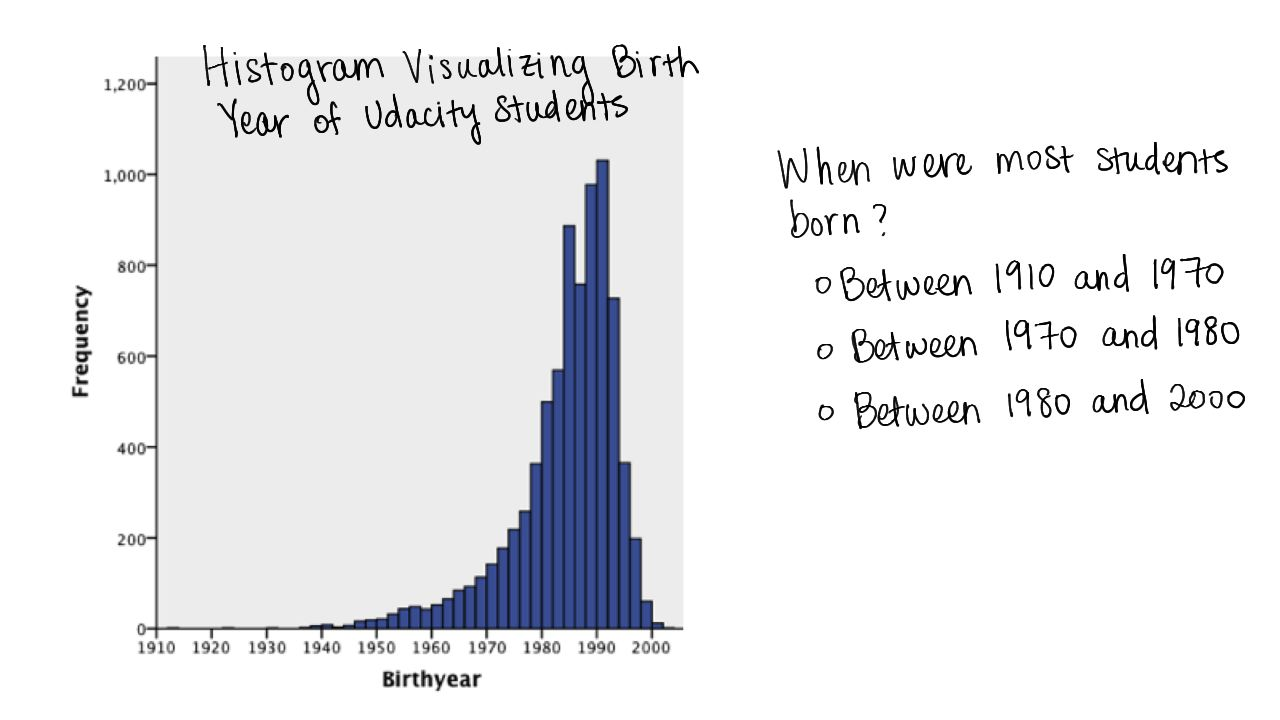 Histogram Visualizing Birth
Year of Udacity Students
1,200
1,000
800
600
400
200
0
Frequency
1910 1920 1930 1940 1950 1960 1970 1980 1990 2000
Birthyear
When were most students
born?
Between 1910 and 1970
Between 1970 and 1980
Between 1980 and 2000